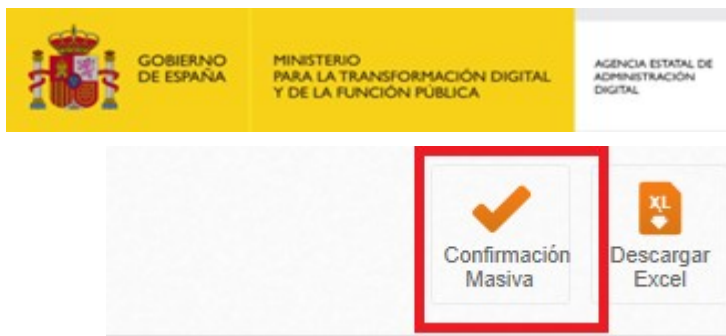 GOBIERNO
DE ESPAÑA
MINISTERIO
PARA LA TRANSFORMACIÓN DIGITAL
Y DE LA FUNCIÓN PÚBLICA
AGENCIA ESTATAL DE
ADMINISTRACIÓN
DIGITAL
Confirmación
Masiva
XL
Descargar
Excel